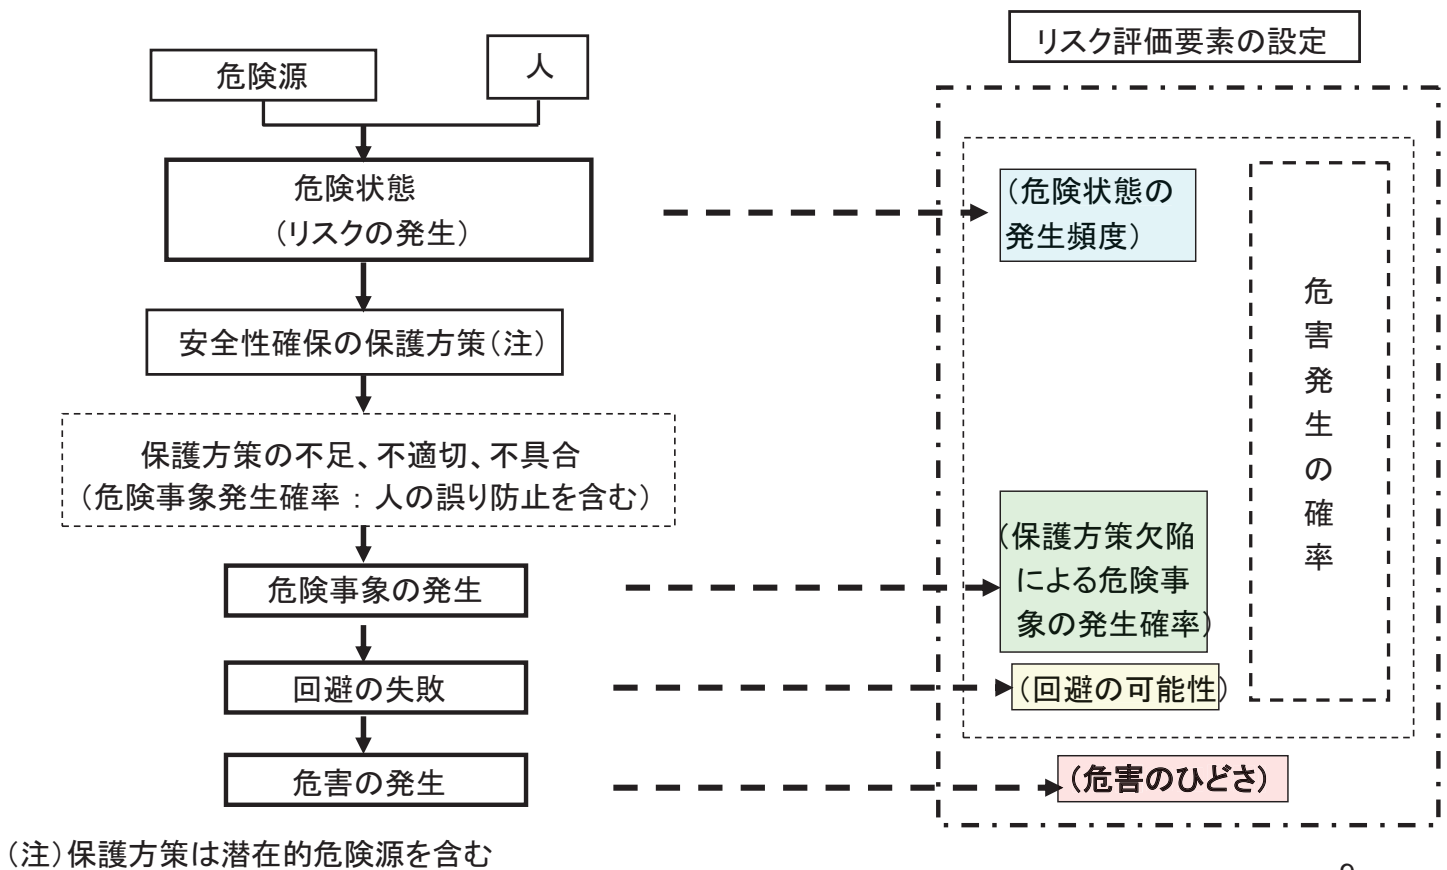 リスク評価要素の設定
危険源
人
危険状態
（リスクの発生）
安全性確保の保護方策（注）
保護方策の不足、不適切、不具合
（危険事象発生確率：人の誤り防止を含む）
危険事象の発生
回避の失敗
危害の発生
（危険状態の
発生頻度）
（保護方策欠陥
による危険事
象の発生確率）
（回避の可能性）
（危害のひどさ）
危害発生の確率
（注）保護方策は潜在的危険源を含む